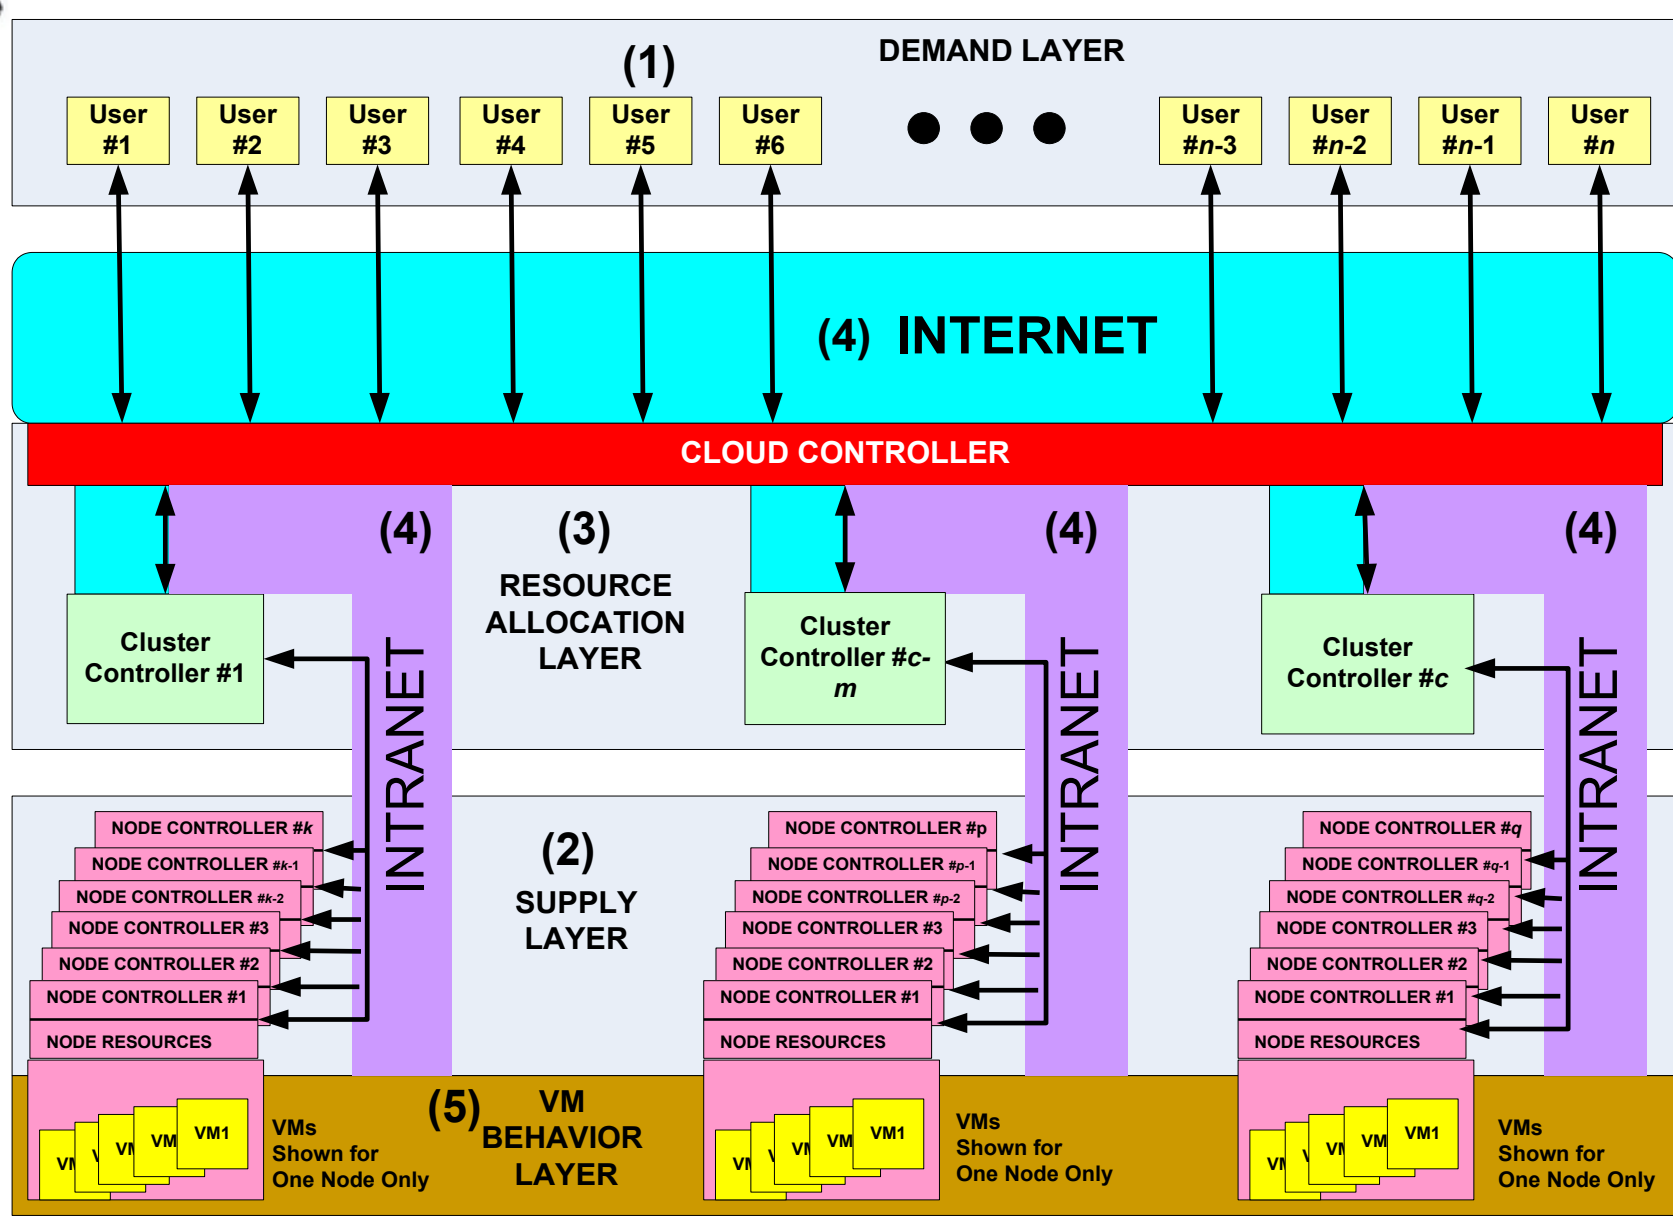 DEMAND LAYER
(1)
User
#1
User
#2
User
#3
User
#4
User
#5
User
#6
User
#n-3
User
#n-2
User
#n-1
User
#n
(4) INTERNET
CLOUD CONTROLLER
(4)
(3)
(4)
(4)
RESOURCE
ALLOCATION
LAYER
Cluster
Controller #1
Cluster
Controller #c-
m
Cluster
Controller #c
INTRANET
INTRANET
INTRANET
NODE CONTROLLER #k
NODE CONTROLLER #k-1
NODE CONTROLLER #k-2
NODE CONTROLLER #3
NODE CONTROLLER #2
NODE CONTROLLER #1
NODE RESOURCES
(2)
SUPPLY
LAYER
NODE CONTROLLER #p
NODE CONTROLLER #p-1
NODE CONTROLLER #p-2
NODE CONTROLLER #3
NODE CONTROLLER #2
NODE CONTROLLER #1
NODE RESOURCES
NODE CONTROLLER #q
NODE CONTROLLER #q-1
NODE CONTROLLER #q-2
NODE CONTROLLER #3
NODE CONTROLLER #2
NODE CONTROLLER #1
NODE RESOURCES
VM
VM1
VMs
Shown for
One Node Only
(5)
VM
BEHAVIOR
LAYER
VM
VM1
VMs
Shown for
One Node Only
VM
VM1
VMs
Shown for
One Node Only